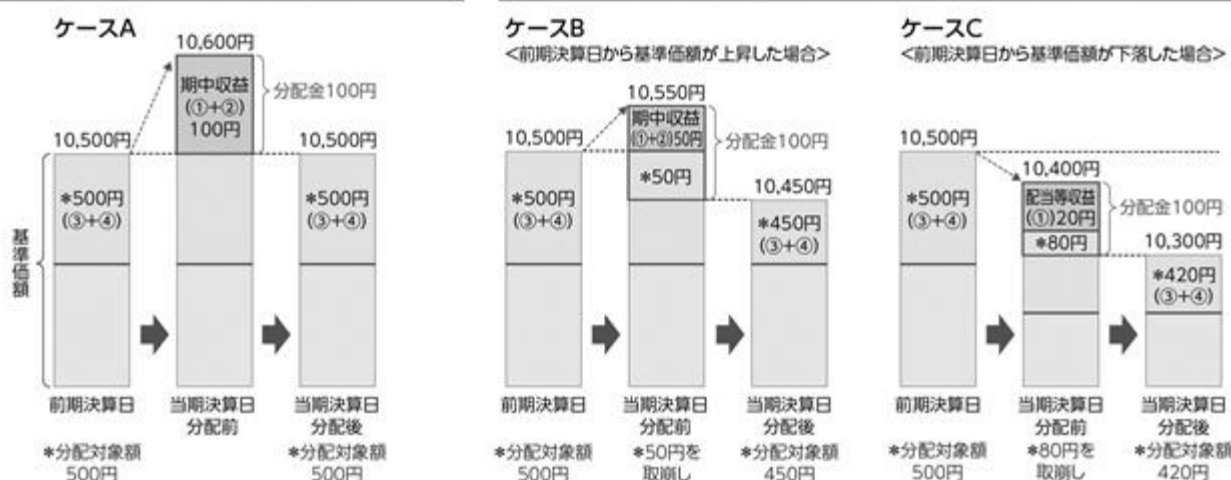 ケースA
10,600円
期中収益
(①+②)
100円
分配金100円
10,500円
10,500円
*500円
(③+④)
*500円
(③+④)
基準価額
前期決算日
当期決算日
分配前
当期決算日
分配後
*分配対象額
500円
*分配対象額
500円
ケースB
<前期決算日から基準価額が上昇した場合>
10,550円
期中収益
(①+②)50円
分配金100円
10,500円
*50円
10,450円
*500円
(③+④)
*450円
(③+④)
前期決算日
当期決算日
分配前
当期決算日
分配後
*分配対象額
500円
*50円を
取崩し
*分配対象額
450円
ケースC
<前期決算日から基準価額が下落した場合>
10,500円
10,400円
配当等収益
(①)20円
分配金100円
*80円
10,300円
*500円
(③+④)
*420円
(③+④)
前期決算日
当期決算日
分配前
当期決算日
分配後
*分配対象額
500円
*80円を
取崩し
*分配対象額
420円